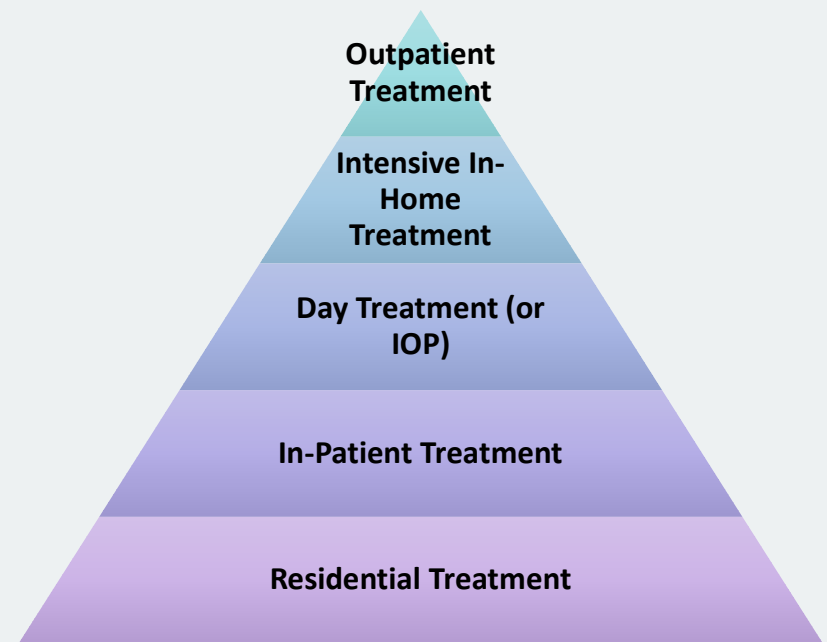 Outpatient
Treatment
Intensive In-
Home
Treatment
Day Treatment (or
IOP)
In-Patient Treatment
Residential Treatment